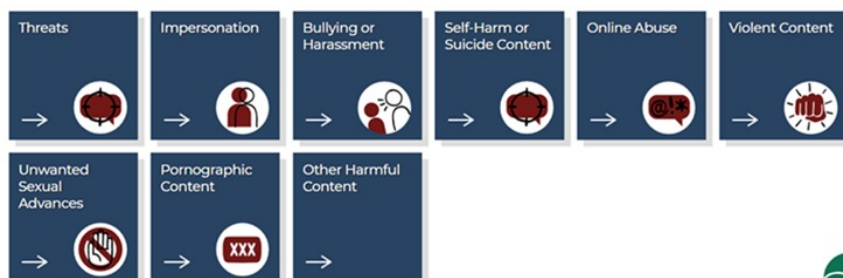 Threats
Impersonation
Bullying or
Harassment
Self-Harm or
Suicide Content
Online Abuse
@!*
Violent Content
Unwanted
Sexual
Advances
Pornographic
Content
XXX
Other Harmful
Content